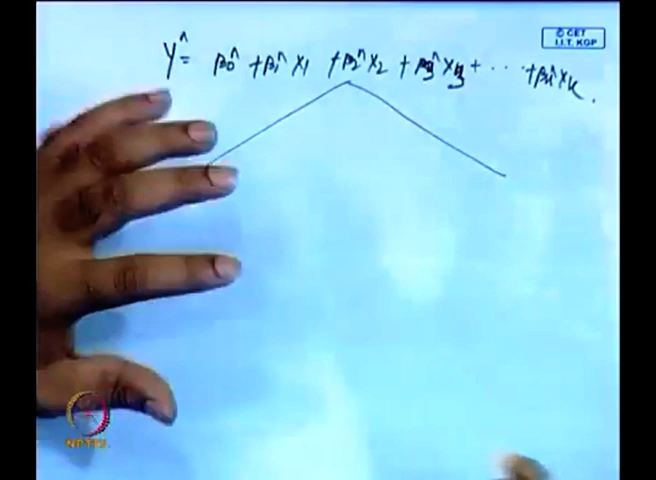 © CET
I.I.T. KGP
Y^ = β0^ + β1^ X1 + β2^ X2 + β3^ X3 + ... + βk^ Xk.
NPTEL